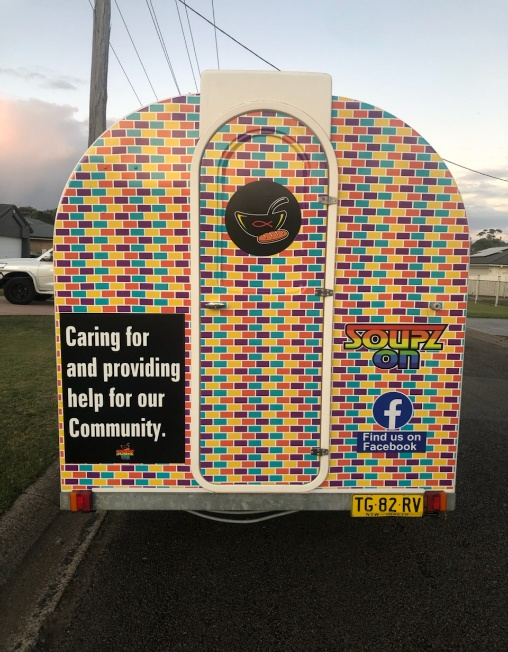 Caring for
and providing
help for our
Community.
SOUPZ
ON
f
Find us on
Facebook
TG·82·RV